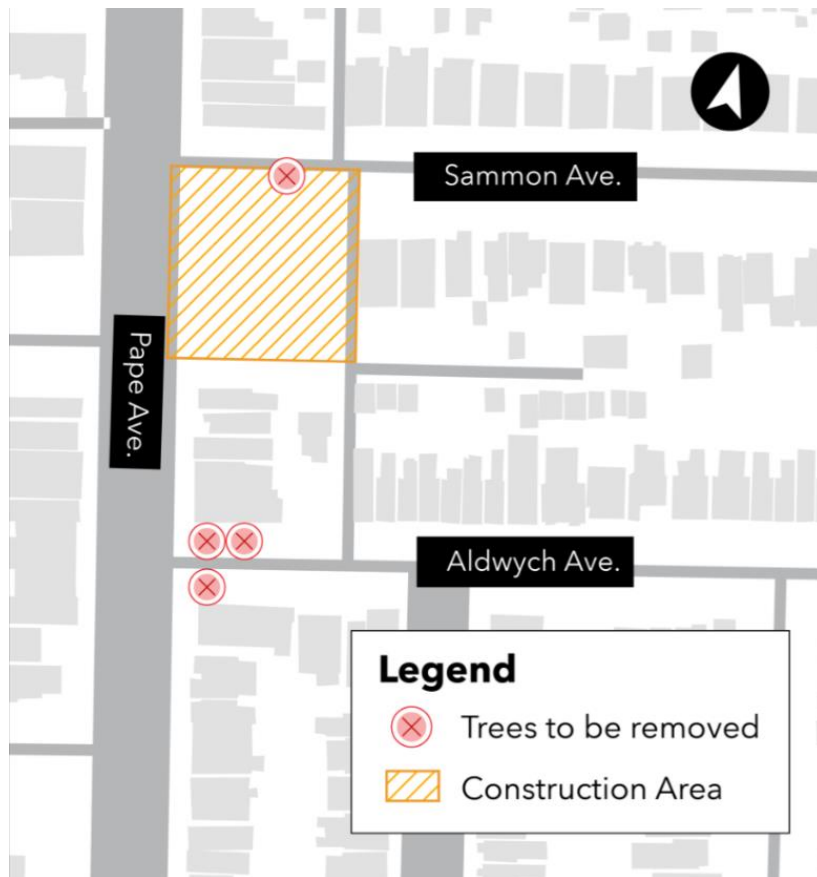 Sammon Ave.
Pape Ave.
Aldwych Ave.
Legend
Trees to be removed
Construction Area